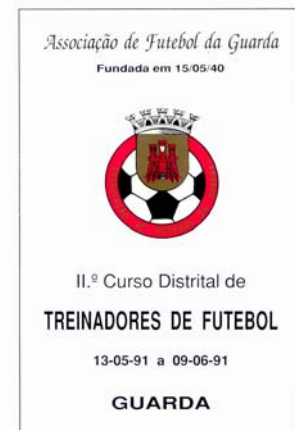 Associação de Futebol da Guarda
Fundada em 15/05/40
II.º Curso Distrital de
TREINADORES DE FUTEBOL
13-05-91 a 09-06-91
GUARDA